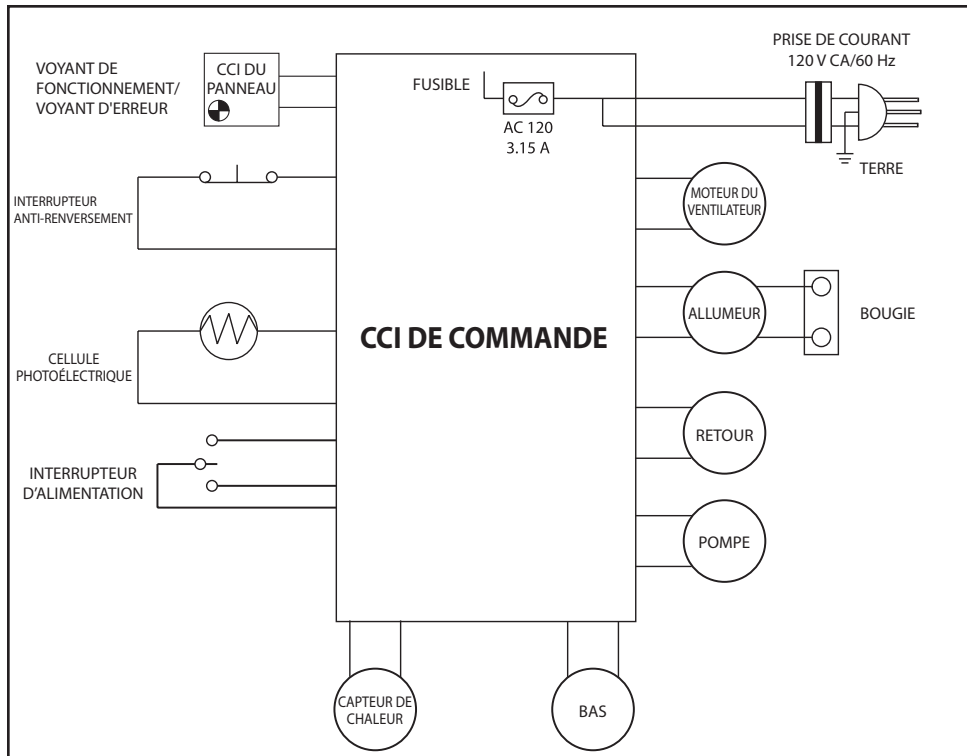 VOYANT DE
FONCTIONNEMENT/
VOYANT D'ERREUR
CCI DU
PANNEAU
FUSIBLE
AC 120
3.15 A
PRISE DE COURANT
120 V CA/60 Hz
TERRE
INTERRUPTEUR
ANTI-RENVERSEMENT
MOTEUR DU
VENTILATEUR
ALLUMEUR
BOUGIE
CCI DE COMMANDE
CELLULE
PHOTOÉLECTRIQUE
RETOUR
INTERRUPTEUR
D'ALIMENTATION
POMPE
CAPTEUR DE
CHALEUR
BAS